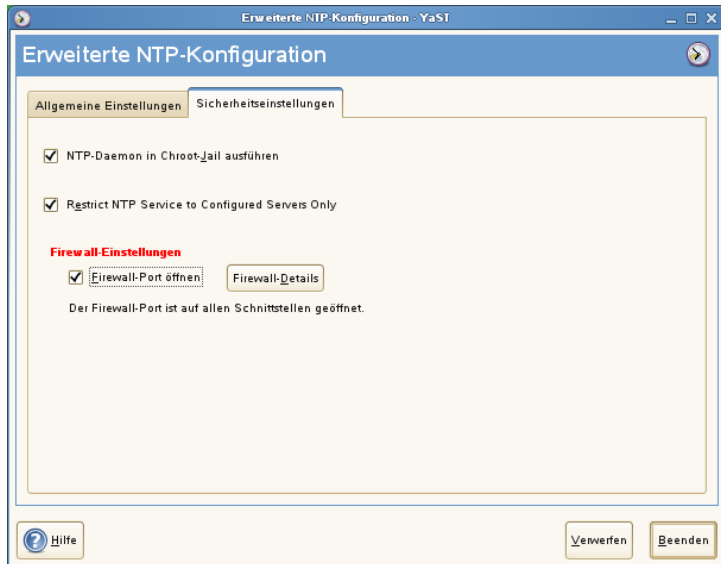 Erweiterte NTP-Konfiguration - YaST
Erweiterte NTP-Konfiguration
Allgemeine Einstellungen
Sicherheitseinstellungen
NTP-Daemon in Chroot-Jail ausführen
Restrict NTP Service to Configured Servers Only
Firewall-Einstellungen
Firewall-Port öffnen
Firewall-Details
Der Firewall-Port ist auf allen Schnittstellen geöffnet.
Hilfe
Verwerfen
Beenden